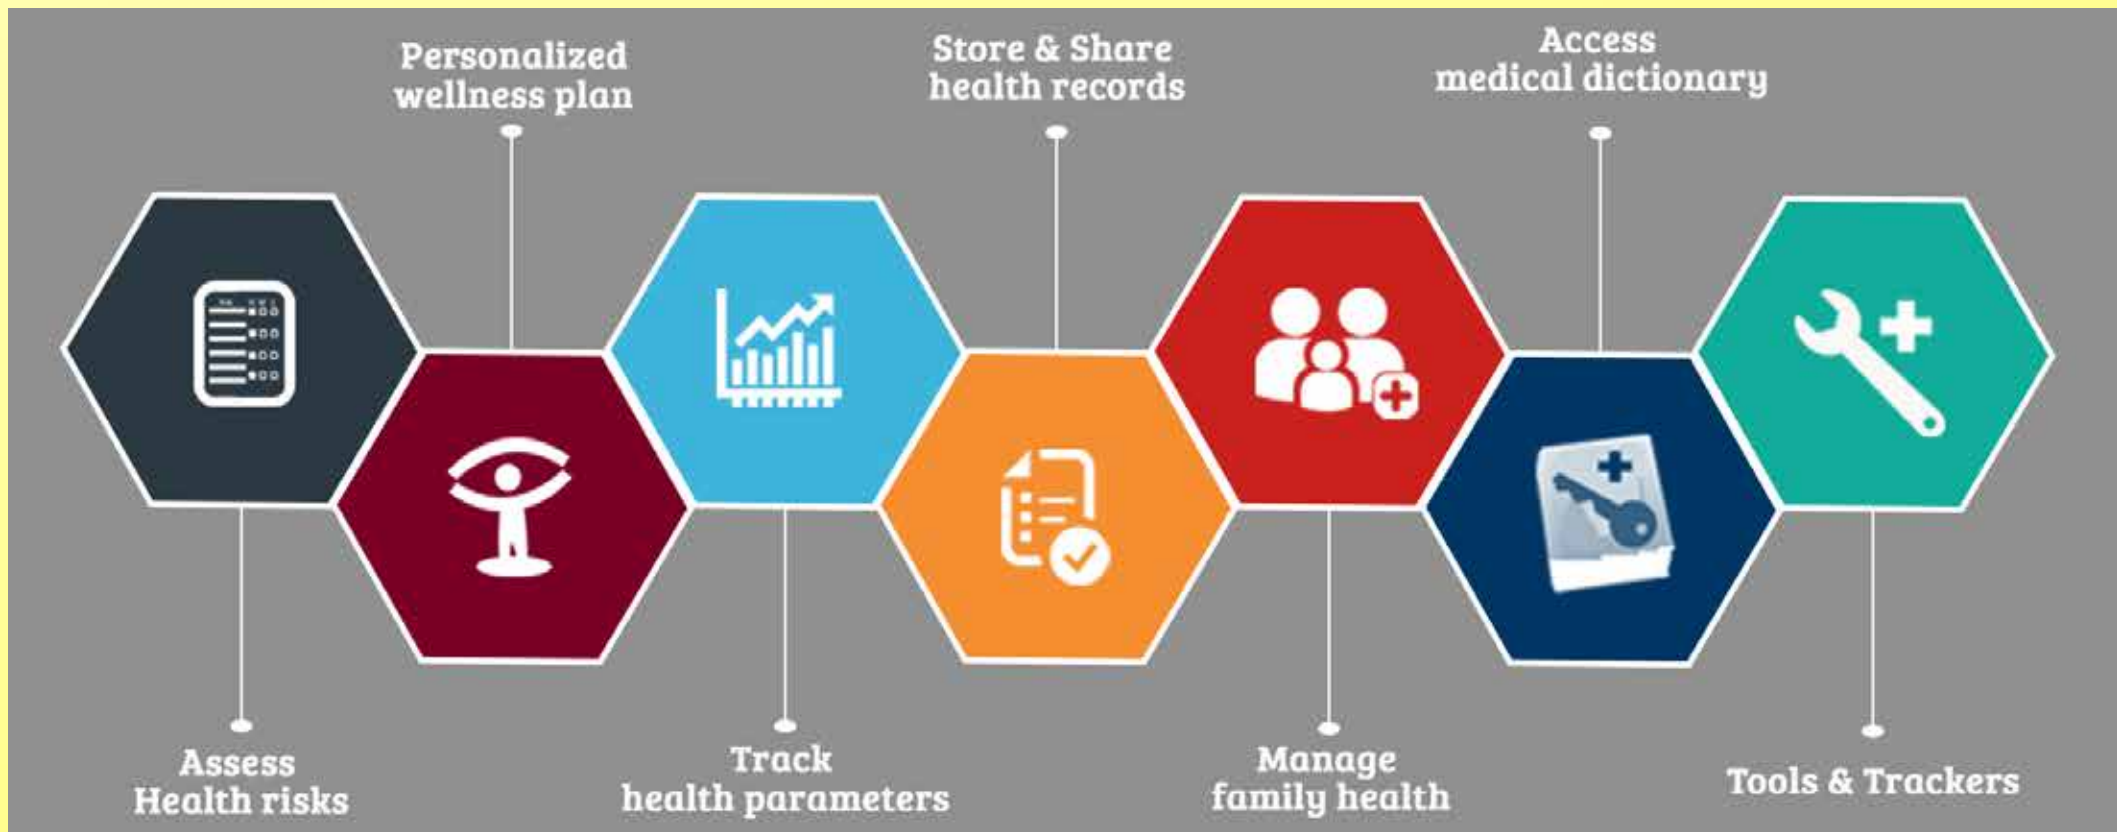 Personalized
wellness plan
Store & Share
health records
Access
medical dictionary
Assess
Health risks
Track
health parameters
Manage
family health
Tools & Trackers